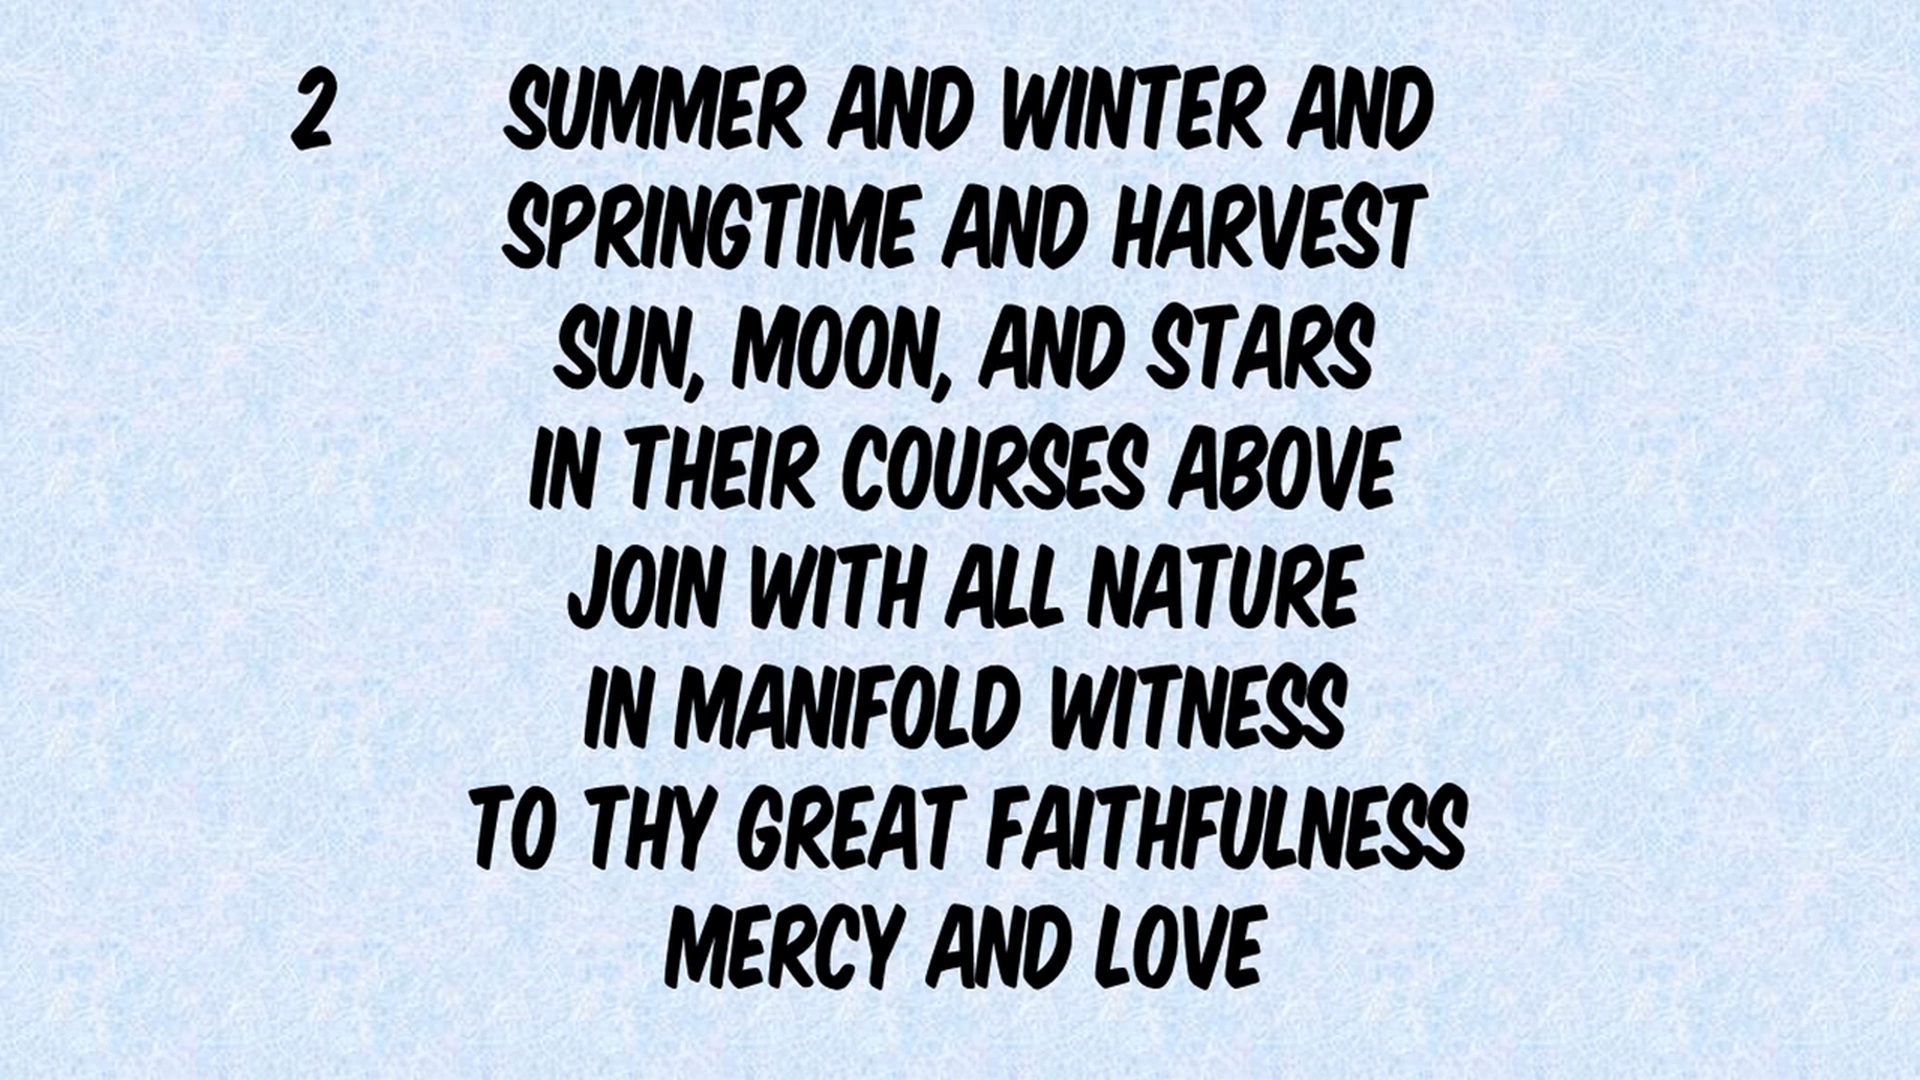 2 SUMMER AND WINTER AND
SPRINGTIME AND HARVEST
SUN, MOON, AND STARS
IN THEIR COURSES ABOVE
JOIN WITH ALL NATURE
IN MANIFOLD WITNESS
TO THY GREAT FAITHFULNESS
MERCY AND LOVE